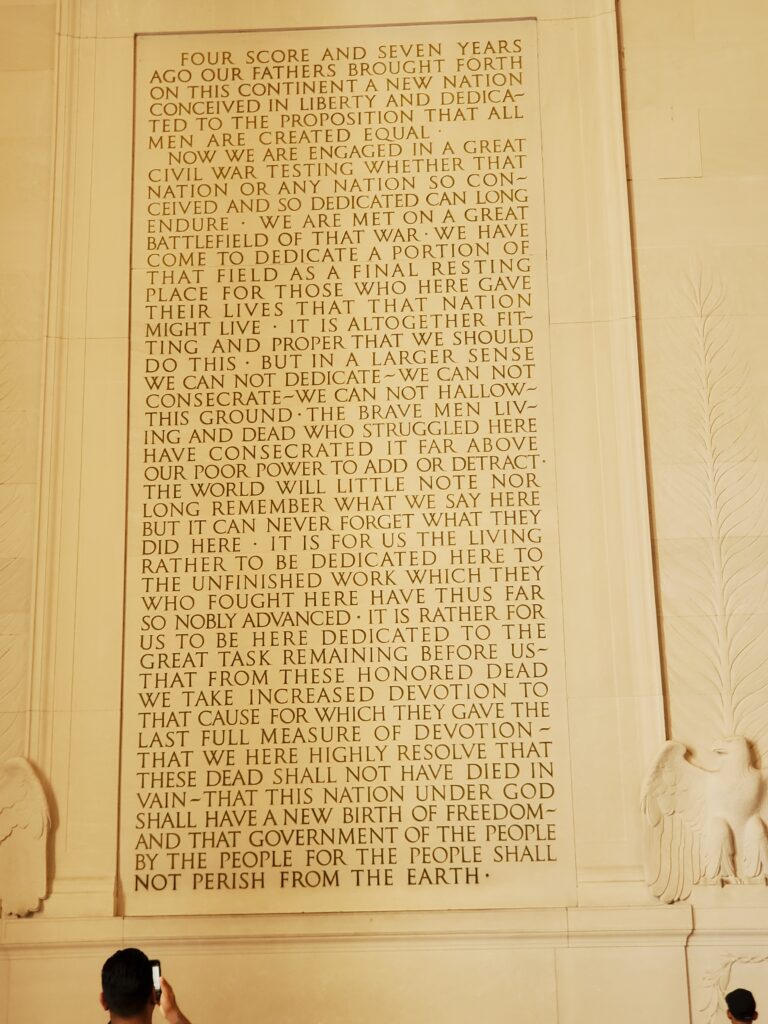 FOUR SCORE AND SEVEN YEARS
AGO OUR FATHERS BROUGHT FORTH
ON THIS CONTINENT A NEW NATION
CONCEIVED IN LIBERTY AND DEDICA~
TED TO THE PROPOSITION THAT ALL
MEN ARE CREATED EQUAL ·
NOW WE ARE ENGAGED IN A GREAT
CIVIL WAR TESTING WHETHER THAT
NATION OR ANY NATION SO CON~
CEIVED AND SO DEDICATED CAN LONG
ENDURE · WE ARE MET ON A GREAT
BATTLEFIELD OF THAT WAR · WE HAVE
COME TO DEDICATE A PORTION OF
THAT FIELD AS A FINAL RESTING
PLACE FOR THOSE WHO HERE GAVE
THEIR LIVES THAT THAT NATION
MIGHT LIVE · IT IS ALTOGETHER FIT~
TING AND PROPER THAT WE SHOULD
DO THIS · BUT IN A LARGER SENSE
WE CAN NOT DEDICATE~WE CAN NOT
CONSECRATE~WE CAN NOT HALLOW~
THIS GROUND · THE BRAVE MEN LIV~
ING AND DEAD WHO STRUGGLED HERE
HAVE CONSECRATED IT FAR ABOVE
OUR POOR POWER TO ADD OR DETRACT ·
THE WORLD WILL LITTLE NOTE NOR
LONG REMEMBER WHAT WE SAY HERE
BUT IT CAN NEVER FORGET WHAT THEY
DID HERE · IT IS FOR US THE LIVING
RATHER TO BE DEDICATED HERE TO
THE UNFINISHED WORK WHICH THEY
WHO FOUGHT HERE HAVE THUS FAR
SO NOBLY ADVANCED · IT IS RATHER FOR
US TO BE HERE DEDICATED TO THE
GREAT TASK REMAINING BEFORE US~
THAT FROM THESE HONORED DEAD
WE TAKE INCREASED DEVOTION TO
THAT CAUSE FOR WHICH THEY GAVE THE
LAST FULL MEASURE OF DEVOTION ~
THAT WE HERE HIGHLY RESOLVE THAT
THESE DEAD SHALL NOT HAVE DIED IN
VAIN~THAT THIS NATION UNDER GOD
SHALL HAVE A NEW BIRTH OF FREEDOM~
AND THAT GOVERNMENT OF THE PEOPLE
BY THE PEOPLE FOR THE PEOPLE SHALL
NOT PERISH FROM THE EARTH ·